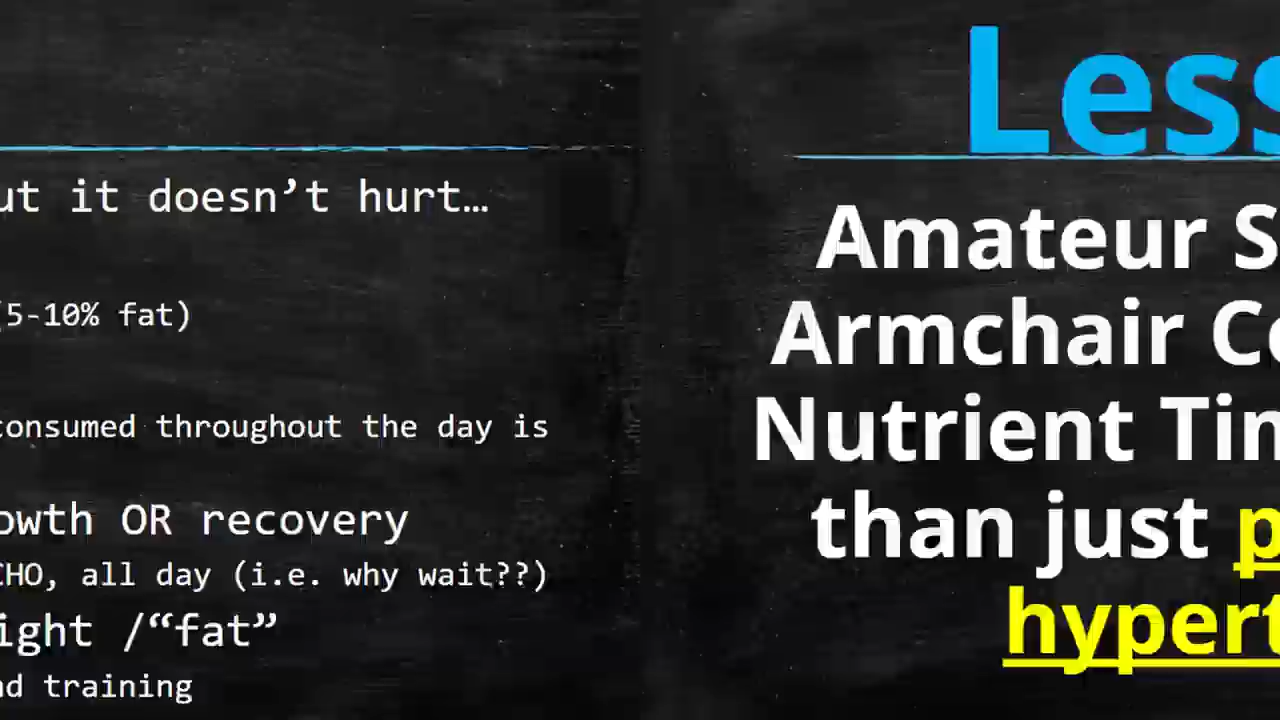 ut it doesn’t hurt…
(5-10% fat)
consumed throughout the day is
owth OR recovery
CHO, all day (i.e. why wait??)
ight /“fat”
nd training
Less
Amateur S
Armchair Co
Nutrient Tim
than just p
hypert